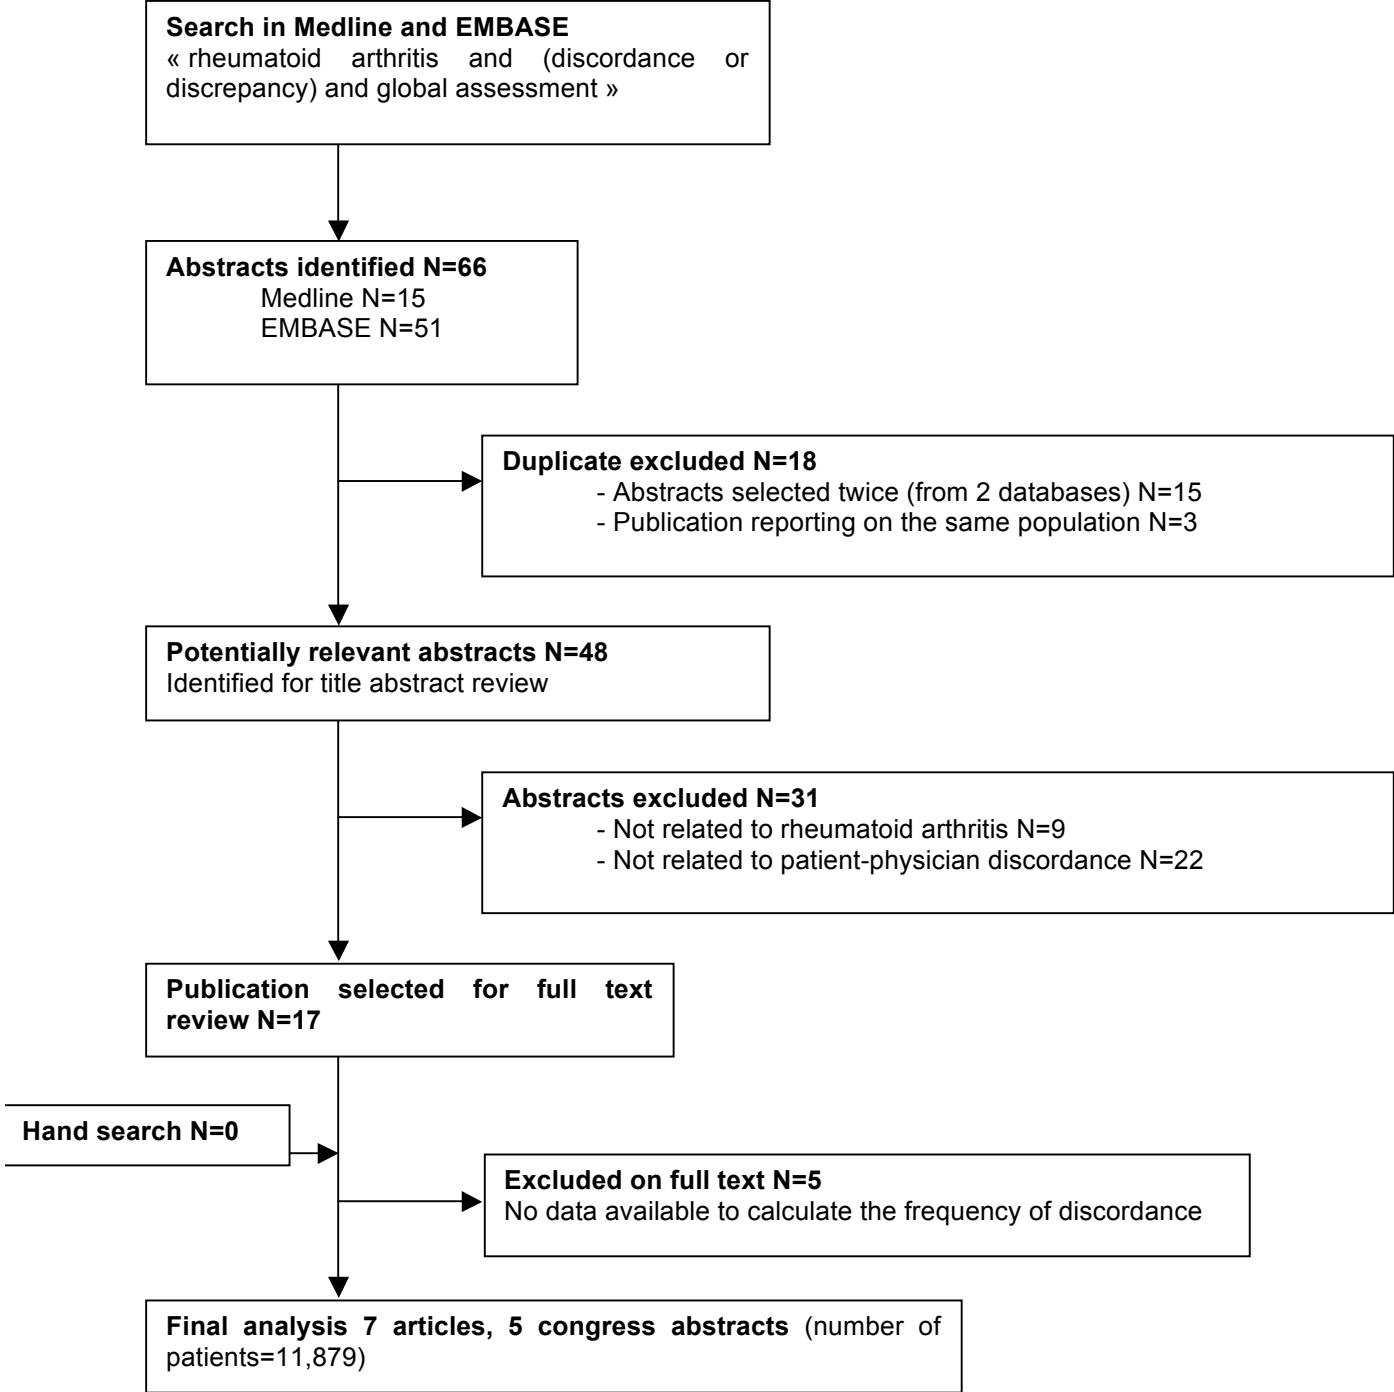 Search in Medline and EMBASE
« rheumatoid arthritis and (discordance or
discrepancy) and global assessment »
Abstracts identified N=66
Medline N=15
EMBASE N=51
Duplicate excluded N=18
- Abstracts selected twice (from 2 databases) N=15
- Publication reporting on the same population N=3
Potentially relevant abstracts N=48
Identified for title abstract review
Abstracts excluded N=31
- Not related to rheumatoid arthritis N=9
- Not related to patient-physician discordance N=22
Publication selected for full text
review N=17
Hand search N=0
Excluded on full text N=5
No data available to calculate the frequency of discordance
Final analysis 7 articles, 5 congress abstracts (number of
patients=11,879)